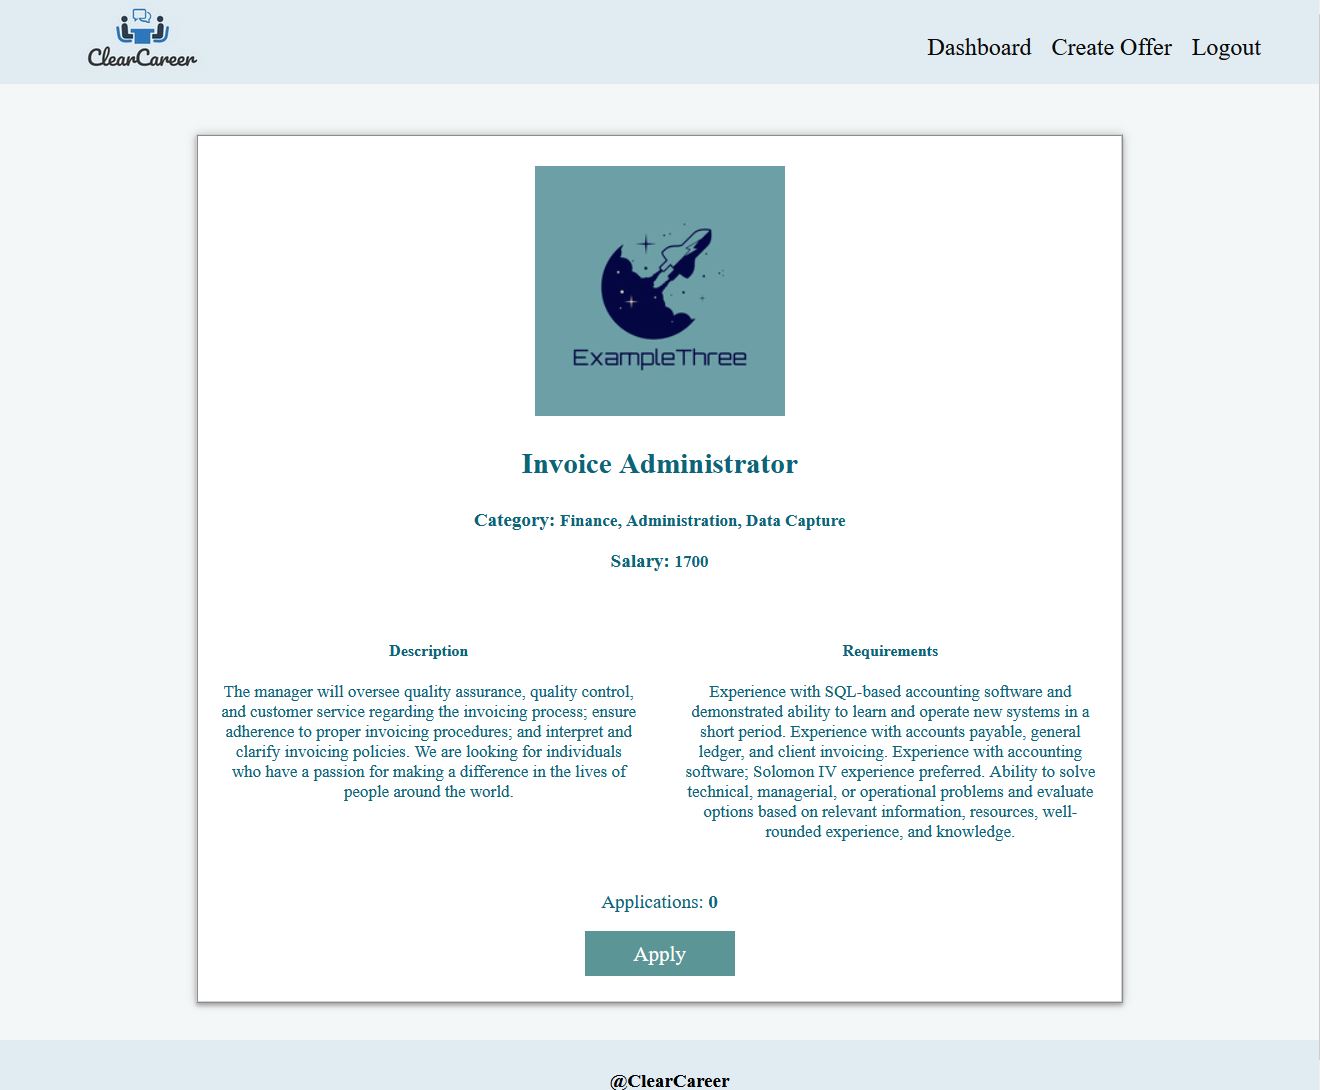 ClearCareer
Dashboard Create Offer Logout
ExampleThree
Invoice Administrator
Category: Finance, Administration, Data Capture
Salary: 1700
Description
The manager will oversee quality assurance, quality control,
and customer service regarding the invoicing process; ensure
adherence to proper invoicing procedures; and interpret and
clarify invoicing policies. We are looking for individuals
who have a passion for making a difference in the lives of
people around the world.
Requirements
Experience with SQL-based accounting software and
demonstrated ability to learn and operate new systems in a
short period. Experience with accounts payable, general
ledger, and client invoicing. Experience with accounting
software; Solomon IV experience preferred. Ability to solve
technical, managerial, or operational problems and evaluate
options based on relevant information, resources, well-
rounded experience, and knowledge.
Applications: 0
Apply
@ClearCareer